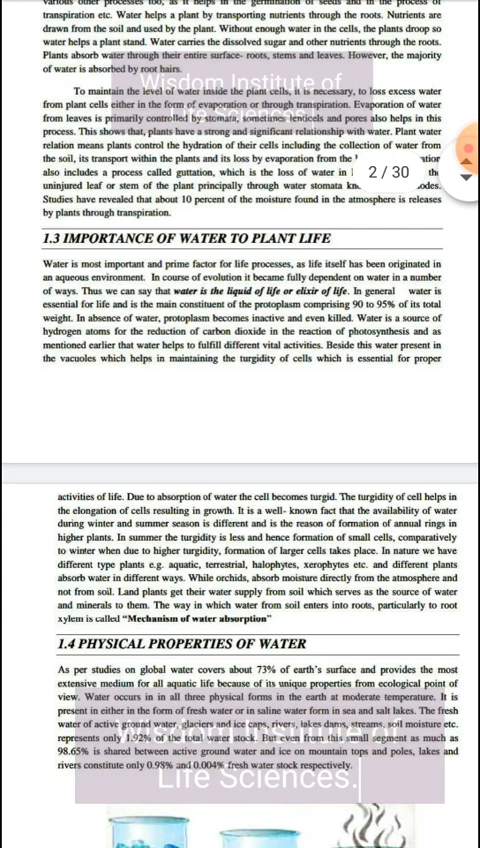 various other processes too, as it helps in the germination of seeds and in the process of
transpiration etc. Water helps a plant by transporting nutrients through the roots. Nutrients are
drawn from the soil and used by the plant. Without enough water in the cells, the plants droop so
water helps a plant stand. Water carries the dissolved sugar and other nutrients through the roots.
Plants absorb water through their entire surface- roots, stems and leaves. However, the majority
of water is absorbed by root hairs.
Wisdom Institute of
Life Sciences.
To maintain the level of water inside the plant cells, it is necessary, to loss excess water
from plant cells either in the form of evaporation or through transpiration. Evaporation of water
from leaves is primarily controlled by stomata, sometimes lenticels and pores also helps in this
process. This shows that, plants have a strong and significant relationship with water. Plant water
relation means plants control the hydration of their cells including the collection of water from
the soil, its transport within the plants and its loss by evaporation from the
also includes a process called guttation, which is the loss of water in
2 / 30
uninjured leaf or stem of the plant principally through water stomata
Studies have revealed that about 10 percent of the moisture found in the atmosphere is releases
by plants through transpiration.
1.3 IMPORTANCE OF WATER TO PLANT LIFE
Water is most important and prime factor for life processes, as life itself has been originated in
an aqueous environment. In course of evolution it became fully dependent on water in a number
of ways. Thus we can say that water is the liquid of life or elixir of life. In general water is
essential for life and is the main constituent of the protoplasm comprising 90 to 95% of its total
weight. In absence of water, protoplasm becomes inactive and even killed. Water is a source of
hydrogen atoms for the reduction of carbon dioxide in the reaction of photosynthesis and as
mentioned earlier that water helps to fulfill different vital activities. Beside this water present in
the vacuoles which helps in maintaining the turgidity of cells which is essential for proper
activities of life. Due to absorption of water the cell becomes turgid. The turgidity of cell helps in
the elongation of cells resulting in growth. It is a well- known fact that the availability of water
during winter and summer season is different and is the reason of formation of annual rings in
higher plants. In summer the turgidity is less and hence formation of small cells, comparatively
to winter when due to higher turgidity, formation of larger cells takes place. In nature we have
different type plants e.g. aquatic, terrestrial, halophytes, xerophytes etc. and different plants
absorb water in different ways. While orchids, absorb moisture directly from the atmosphere and
not from soil. Land plants get their water supply from soil which serves as the source of water
and minerals to them. The way in which water from soil enters into roots, particularly to root
xylem is called “Mechanism of water absorption”
1.4 PHYSICAL PROPERTIES OF WATER
As per studies on global water covers about 73% of earth’s surface and provides the most
extensive medium for all aquatic life because of its unique properties from ecological point of
view. Water occurs in in all three physical forms in the earth at moderate temperature. It is
present in either in the form of fresh water or in saline water form in sea and salt lakes. The fresh
water of active ground water, glaciers and ice caps, rivers, lakes dams, streams, soil moisture etc.
represents only 1.92% of the total water stock. But even from this small segment as much as
98.65% is shared between active ground water and ice on mountain tops and poles, lakes and
rivers constitute only 0.98% and 0.004% fresh water stock respectively.
Wisdom Institute of
Life Sciences.